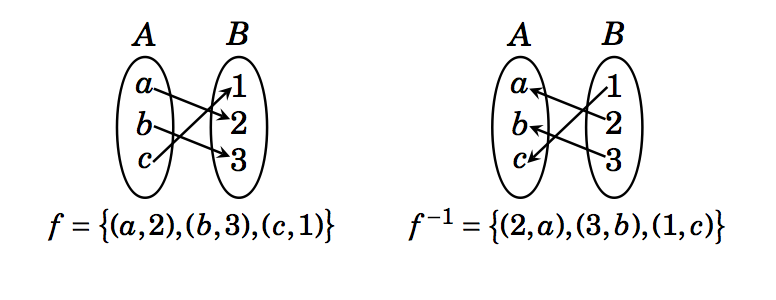 A B A B
a 1 a 1
b 2 b 2
c 3 c 3
f = {(a,2),(b,3),(c,1)} f⁻¹ = {(2,a),(3,b),(1,c)}